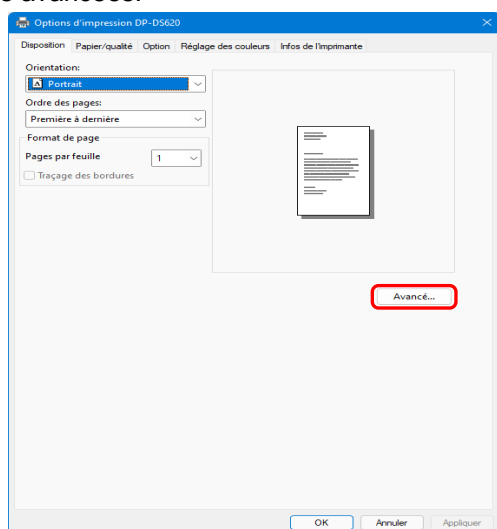 Options d'impression DP-DS620
Disposition Papier/qualité Option Réglage des couleurs Infos de l'imprimante
Orientation:
Portrait
Ordre des pages:
Première à dernière
Format de page
Pages par feuille 1
Traçage des bordures
Avancé...
OK Annuler Appliquer